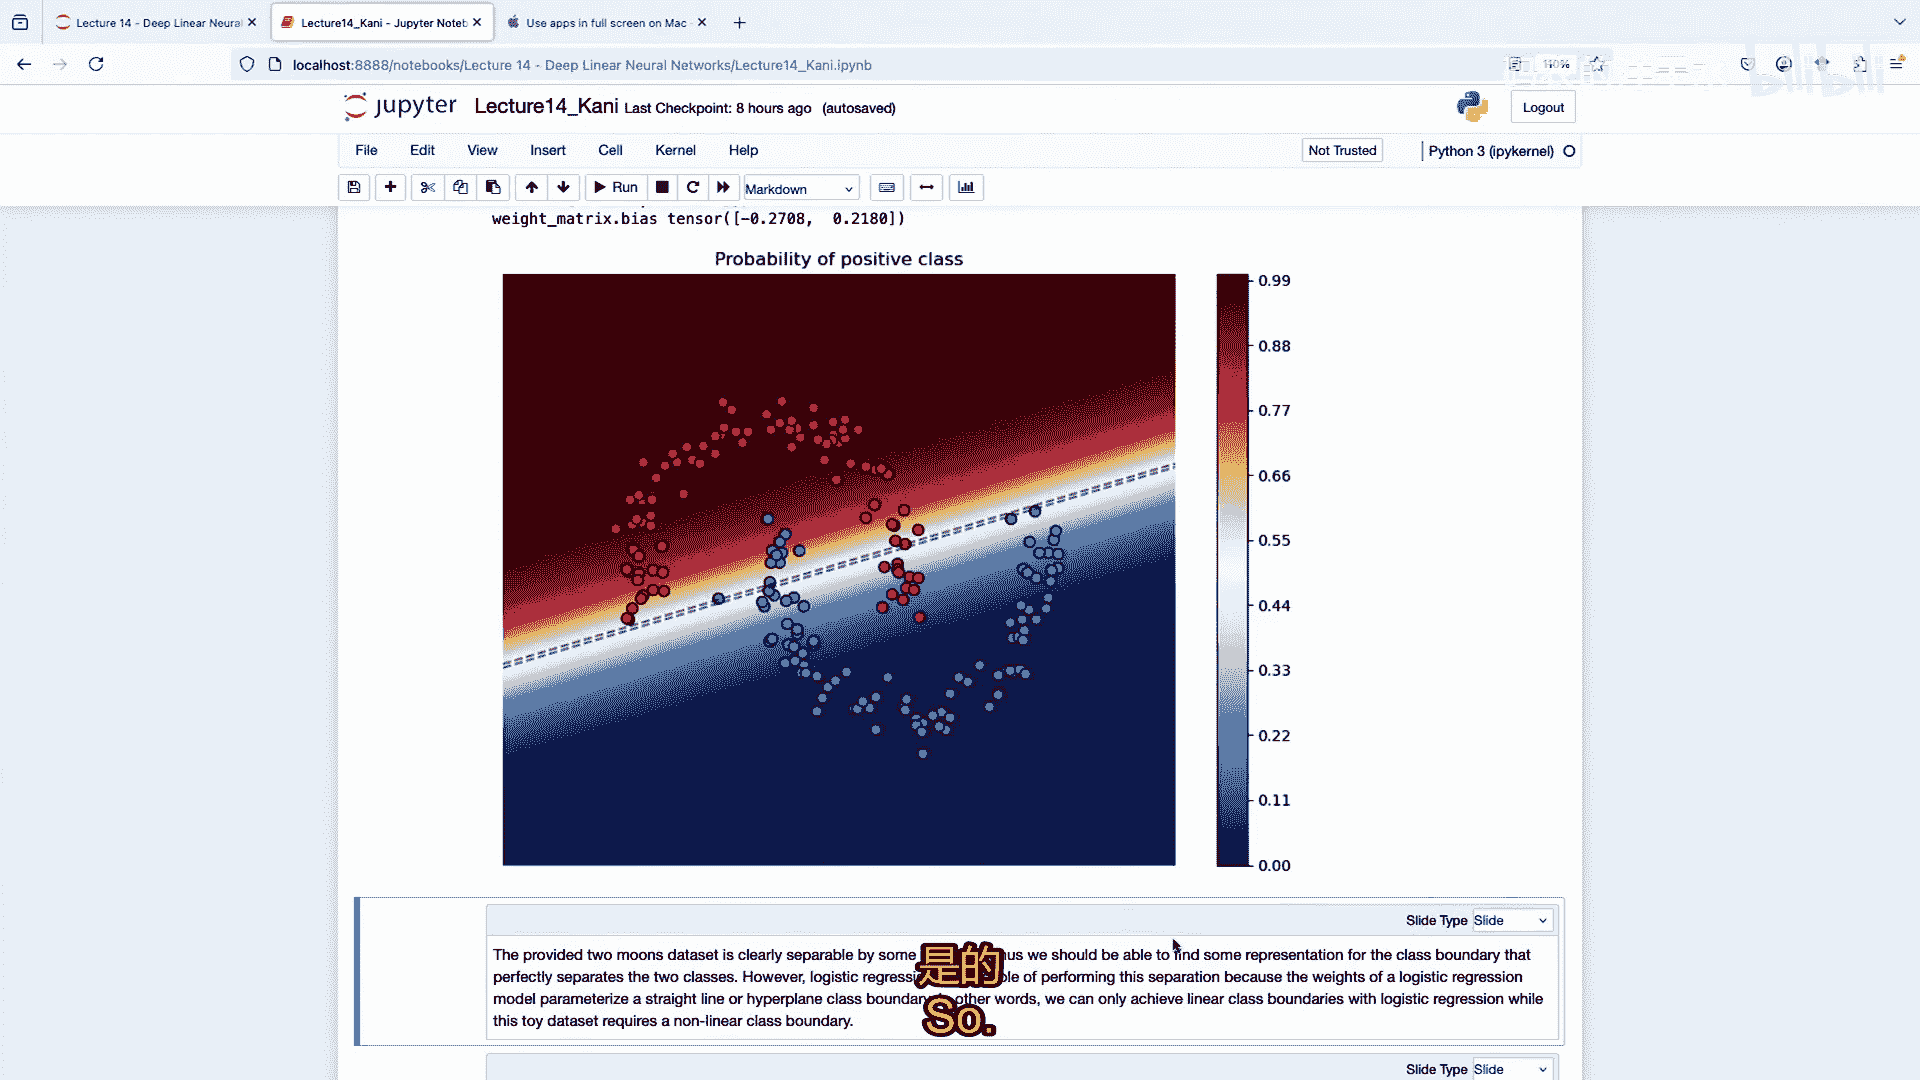 Lecture 14 - Deep Linear Neural
Lecture14_Kani - Jupyter Noteb
Use apps in full screen on Mac -
localhost:8888/notebooks/Lecture 14 - Deep Linear Neural Networks/Lecture14_Kani.ipynb
110%
bilibili
jupyter Lecture14_Kani Last Checkpoint: 8 hours ago (autosaved)
Logout
File Edit View Insert Cell Kernel Help
Not Trusted
Python 3 (ipykernel)
Run
Markdown
weight_matrix.bias tensor([-0.2708, 0.2180])
Probability of positive class
0.99
0.88
0.77
0.66
0.55
0.44
0.33
0.22
0.11
0.00
Slide Type Slide
The provided two moons dataset is clearly separable by some we should be able to find some representation for the class boundary that
perfectly separates the two classes. However, logistic of performing this separation because the weights of a logistic regression
model parameterize a straight line or hyperplane class other words, we can only achieve linear class boundaries with logistic regression while
this toy dataset requires a non-linear class boundary.
是的
So.
Slide Type Slide